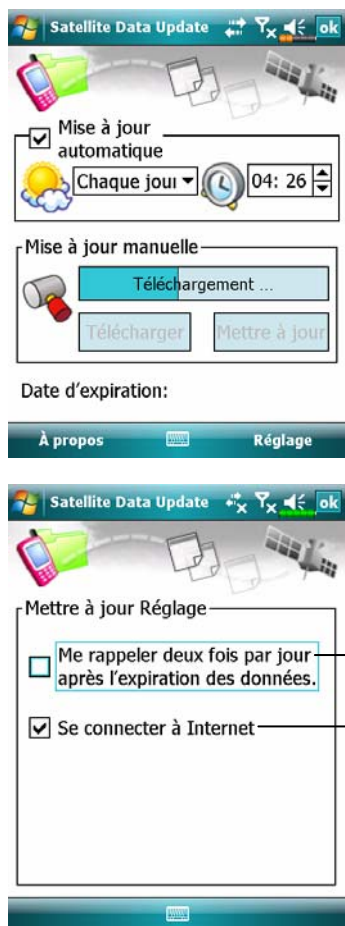 Satellite Data Update ok
Mise à jour
automatique
Chaque jour 04: 26
Mise à jour manuelle
Téléchargement ...
Télécharger Mettre à jour
Date d'expiration:
À propos Réglage
Satellite Data Update ok
Mettre à jour Réglage
Me rappeler deux fois par jour
après l'expiration des données.
Se connecter à Internet